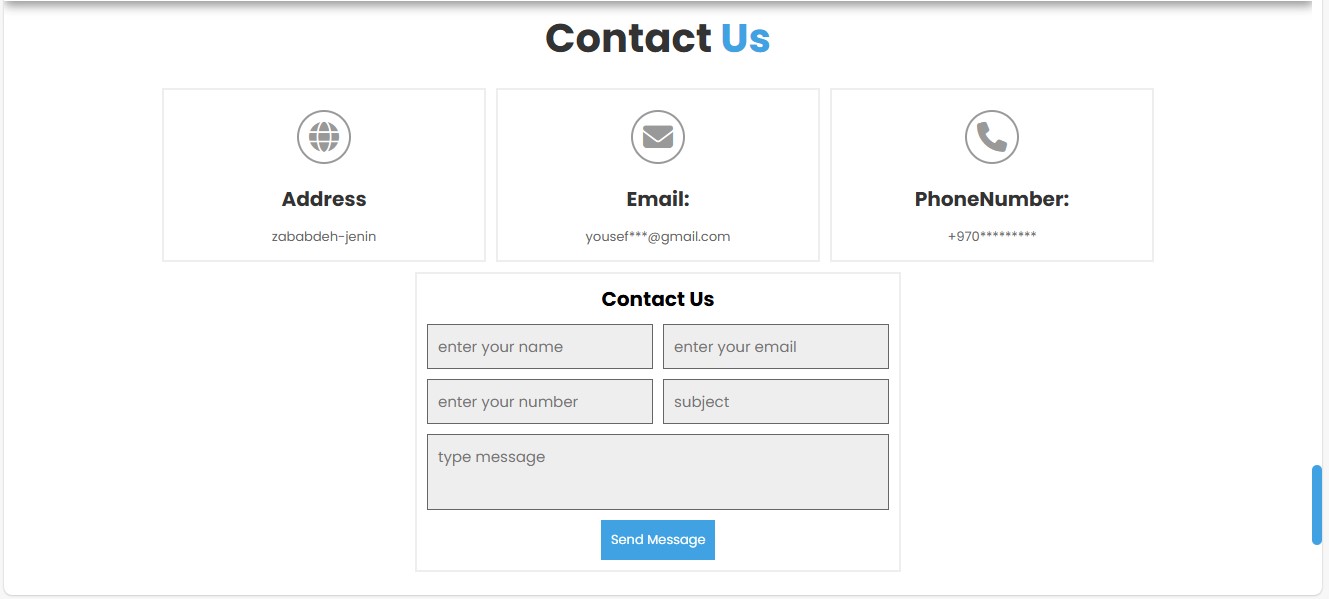 Contact Us
Address
zababdeh-jenin
Email:
yousef***@gmail.com
PhoneNumber:
+970*********
Contact Us
enter your name
enter your email
enter your number
subject
type message
Send Message